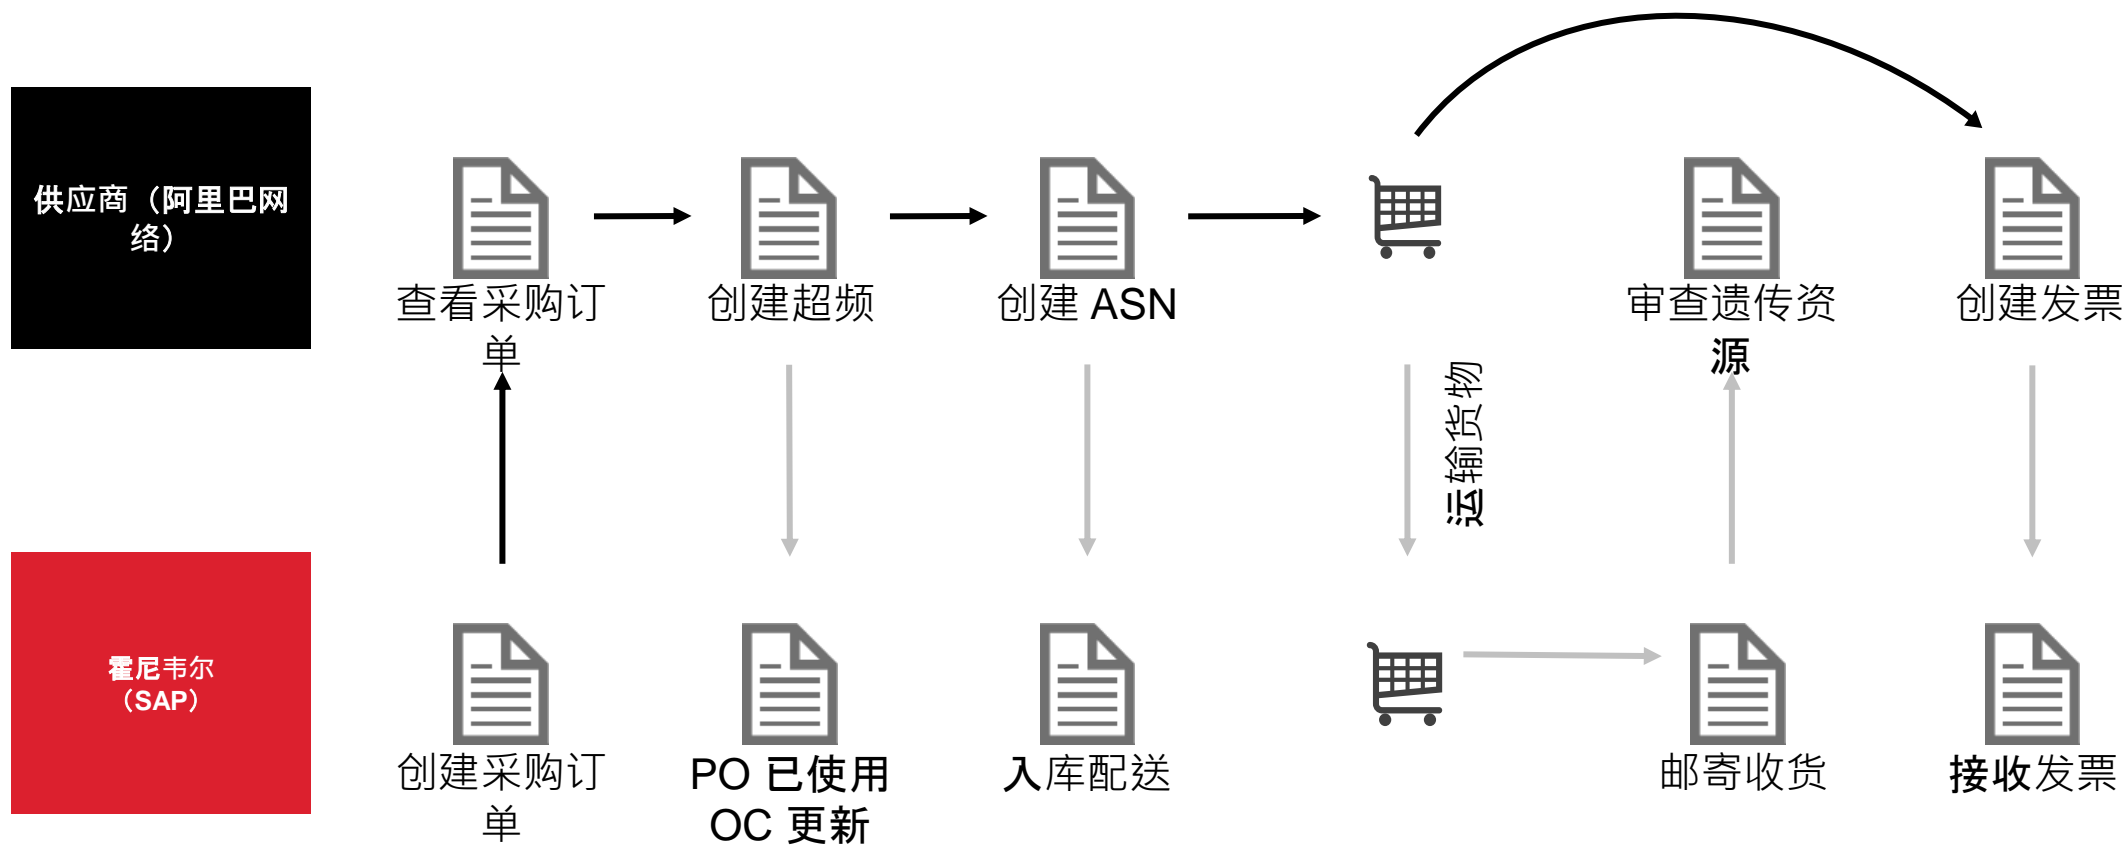 供应商（阿里巴网
络）
查看采购订
单
创建超频
创建 ASN
审查遗传资
源
创建发票
运输货物
霍尼韦尔
（SAP）
创建采购订
单
PO 已使用
OC 更新
入库配送
邮寄收货
接收发票